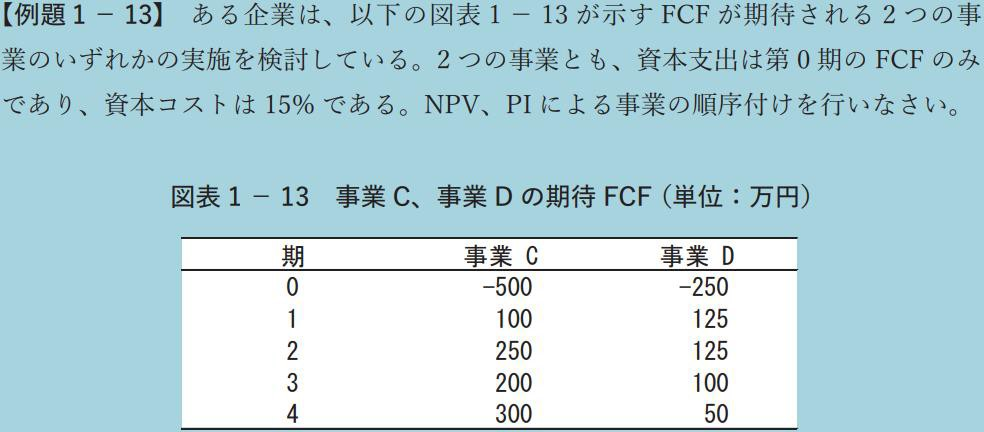 【例題1－13】 ある企業は、以下の図表1－13が示すFCFが期待される2つの事
業のいずれかの実施を検討している。2つの事業とも、資本支出は第0期のFCFのみ
であり、資本コストは15%である。NPV、PIによる事業の順序付けを行いなさい。
図表1－13 事業C、事業Dの期待FCF（単位：万円）
期 事業 C 事業 D
0 -500 -250
1 100 125
2 250 125
3 200 100
4 300 50